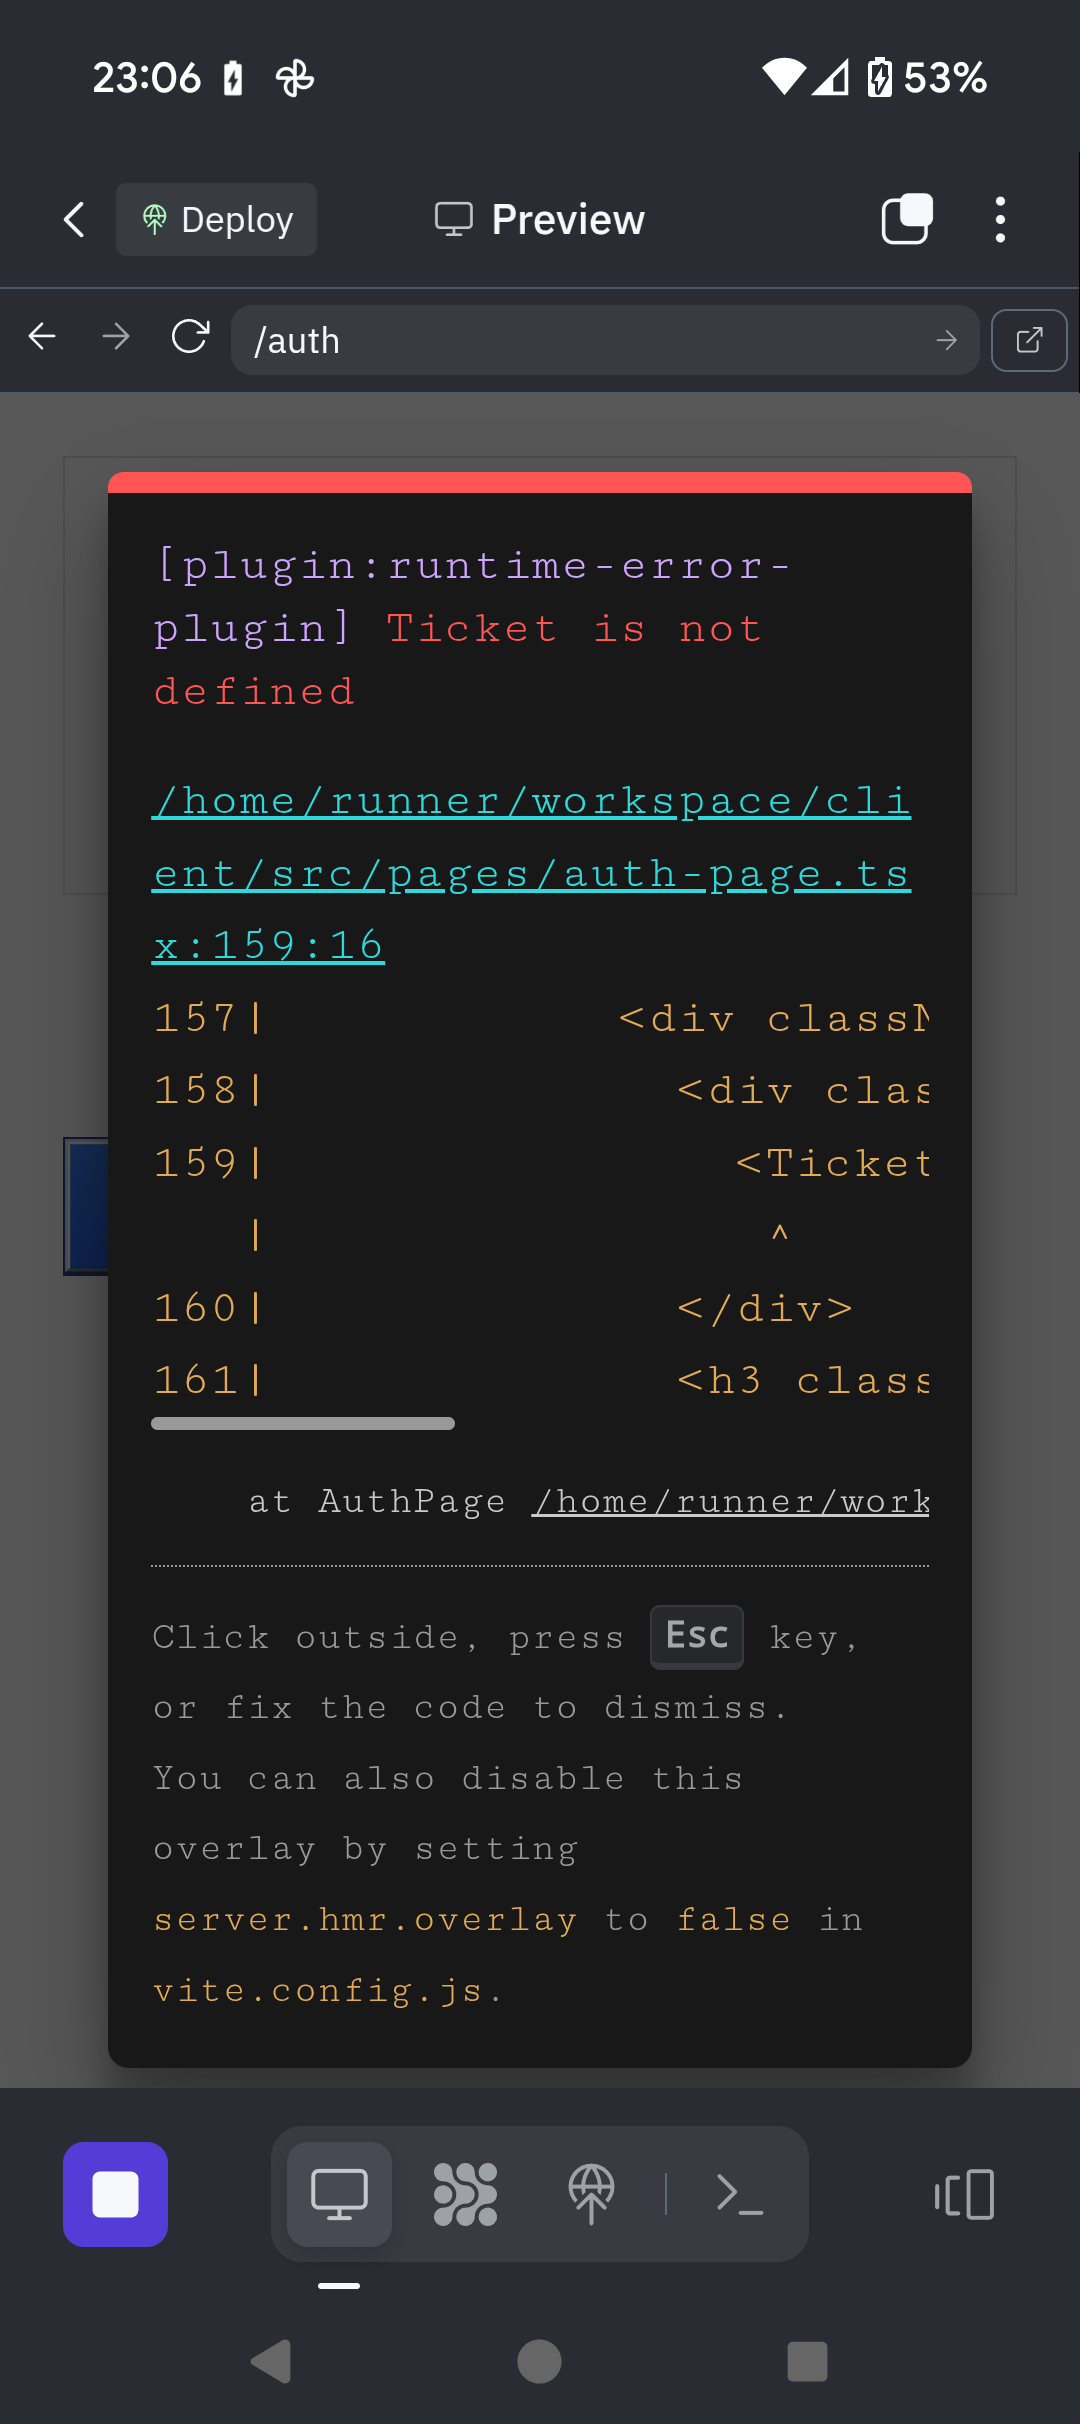 23:06
53%
Deploy
Preview
/auth
[plugin:runtime-error-
plugin] Ticket is not
defined
/home/runner/workspace/cli
ent/src/pages/auth-page.ts
x:159:16
157| <div classN
158| <div clas
159| <Ticket
| ^
160| </div>
161| <h3 class
at AuthPage /home/runner/work
Click outside, press Esc key,
or fix the code to dismiss.
You can also disable this
overlay by setting
server.hmr.overlay to false in
vite.config.js.